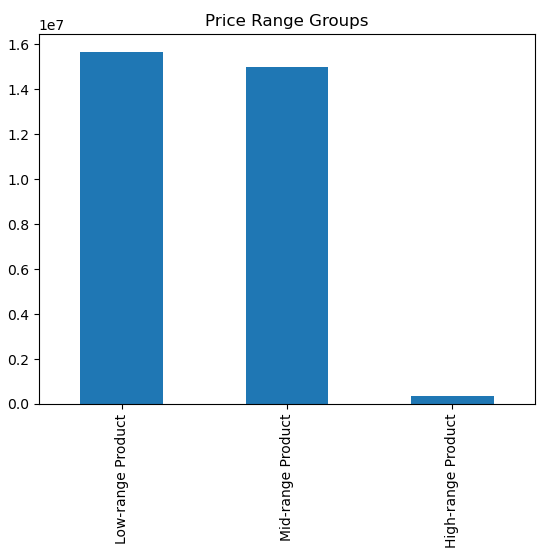 Price Range Groups
1e7
1.6
1.4
1.2
1.0
0.8
0.6
0.4
0.2
0.0
Low-range Product
Mid-range Product
High-range Product